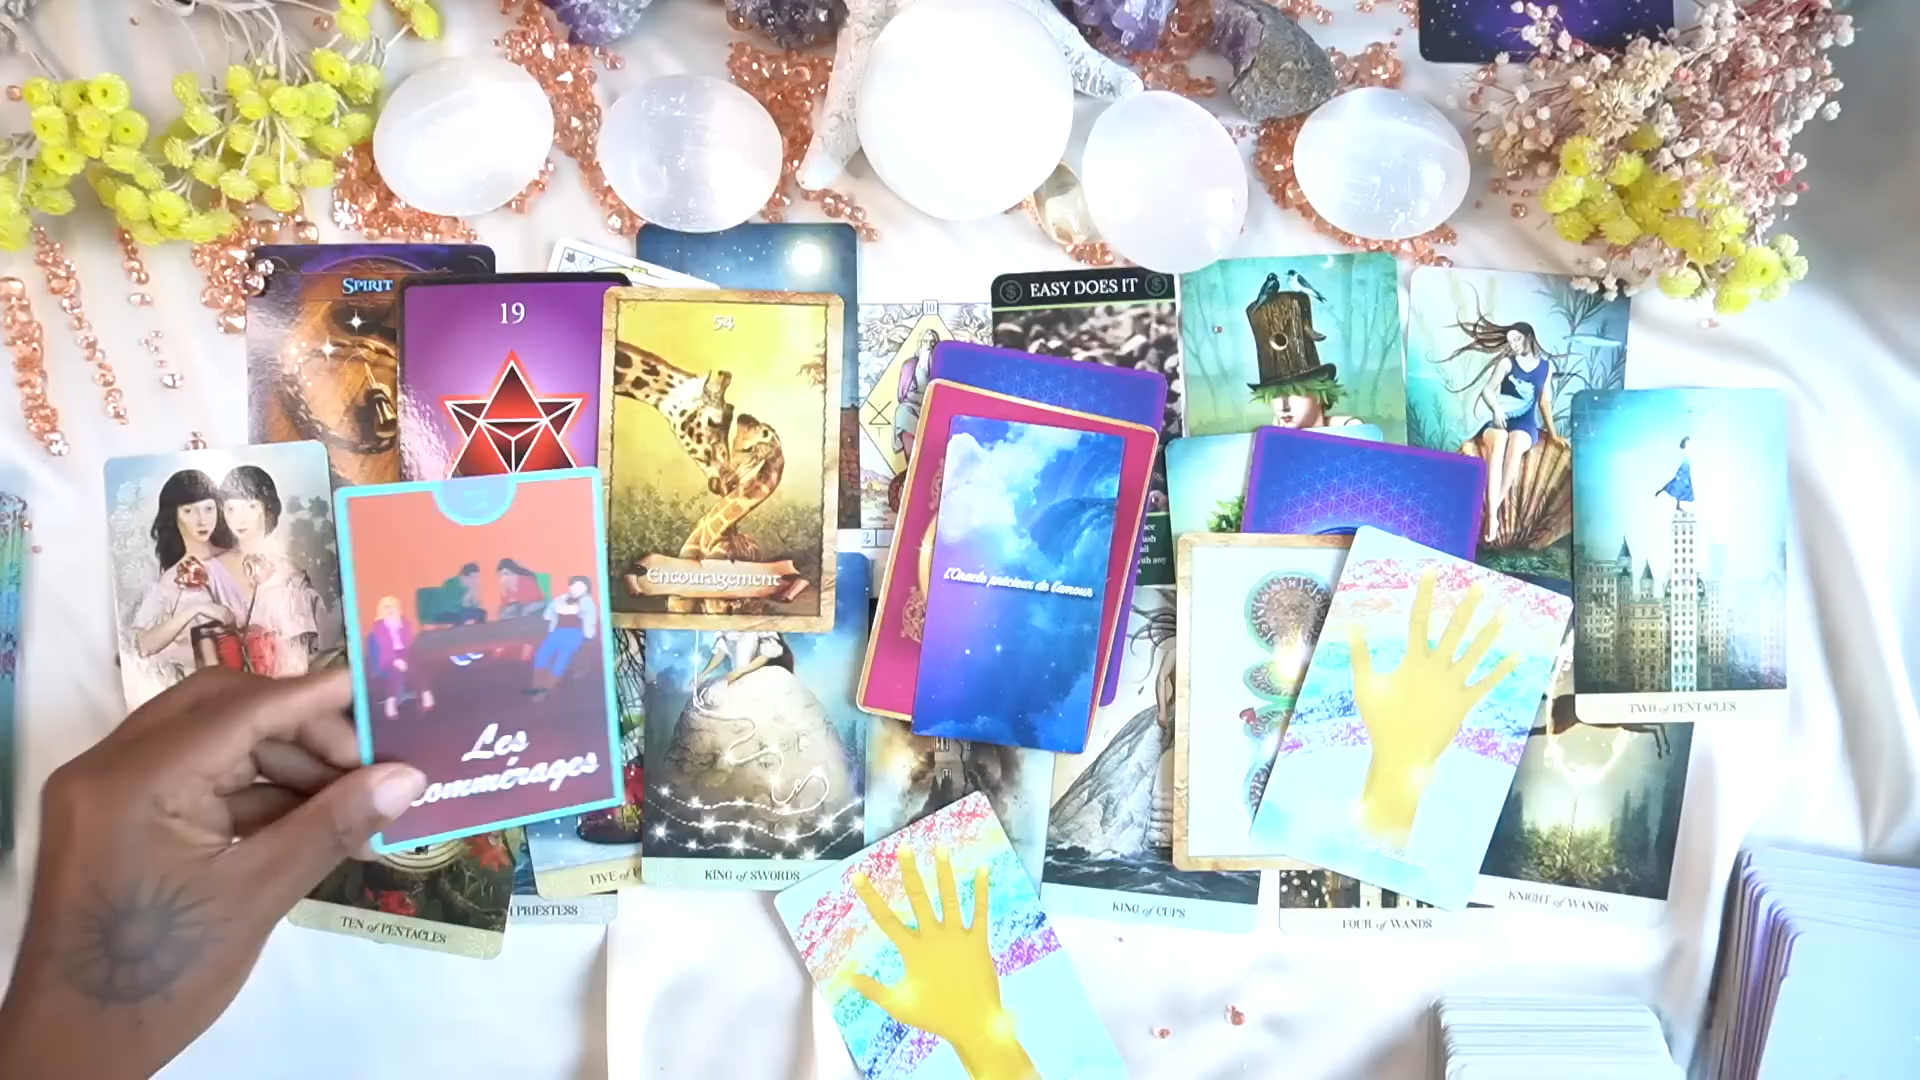 SPIRIT
19
54
10
EASY DOES IT
Encouragement
l'Oracle précieux de l'amour
Les
Commérages
TWO of PENTACLES
KING of SWORDS
FIVE of
PRIESTESS
TEN of PENTACLES
KING of CUPS
FOUR of WANDS
KNIGHT of WANDS